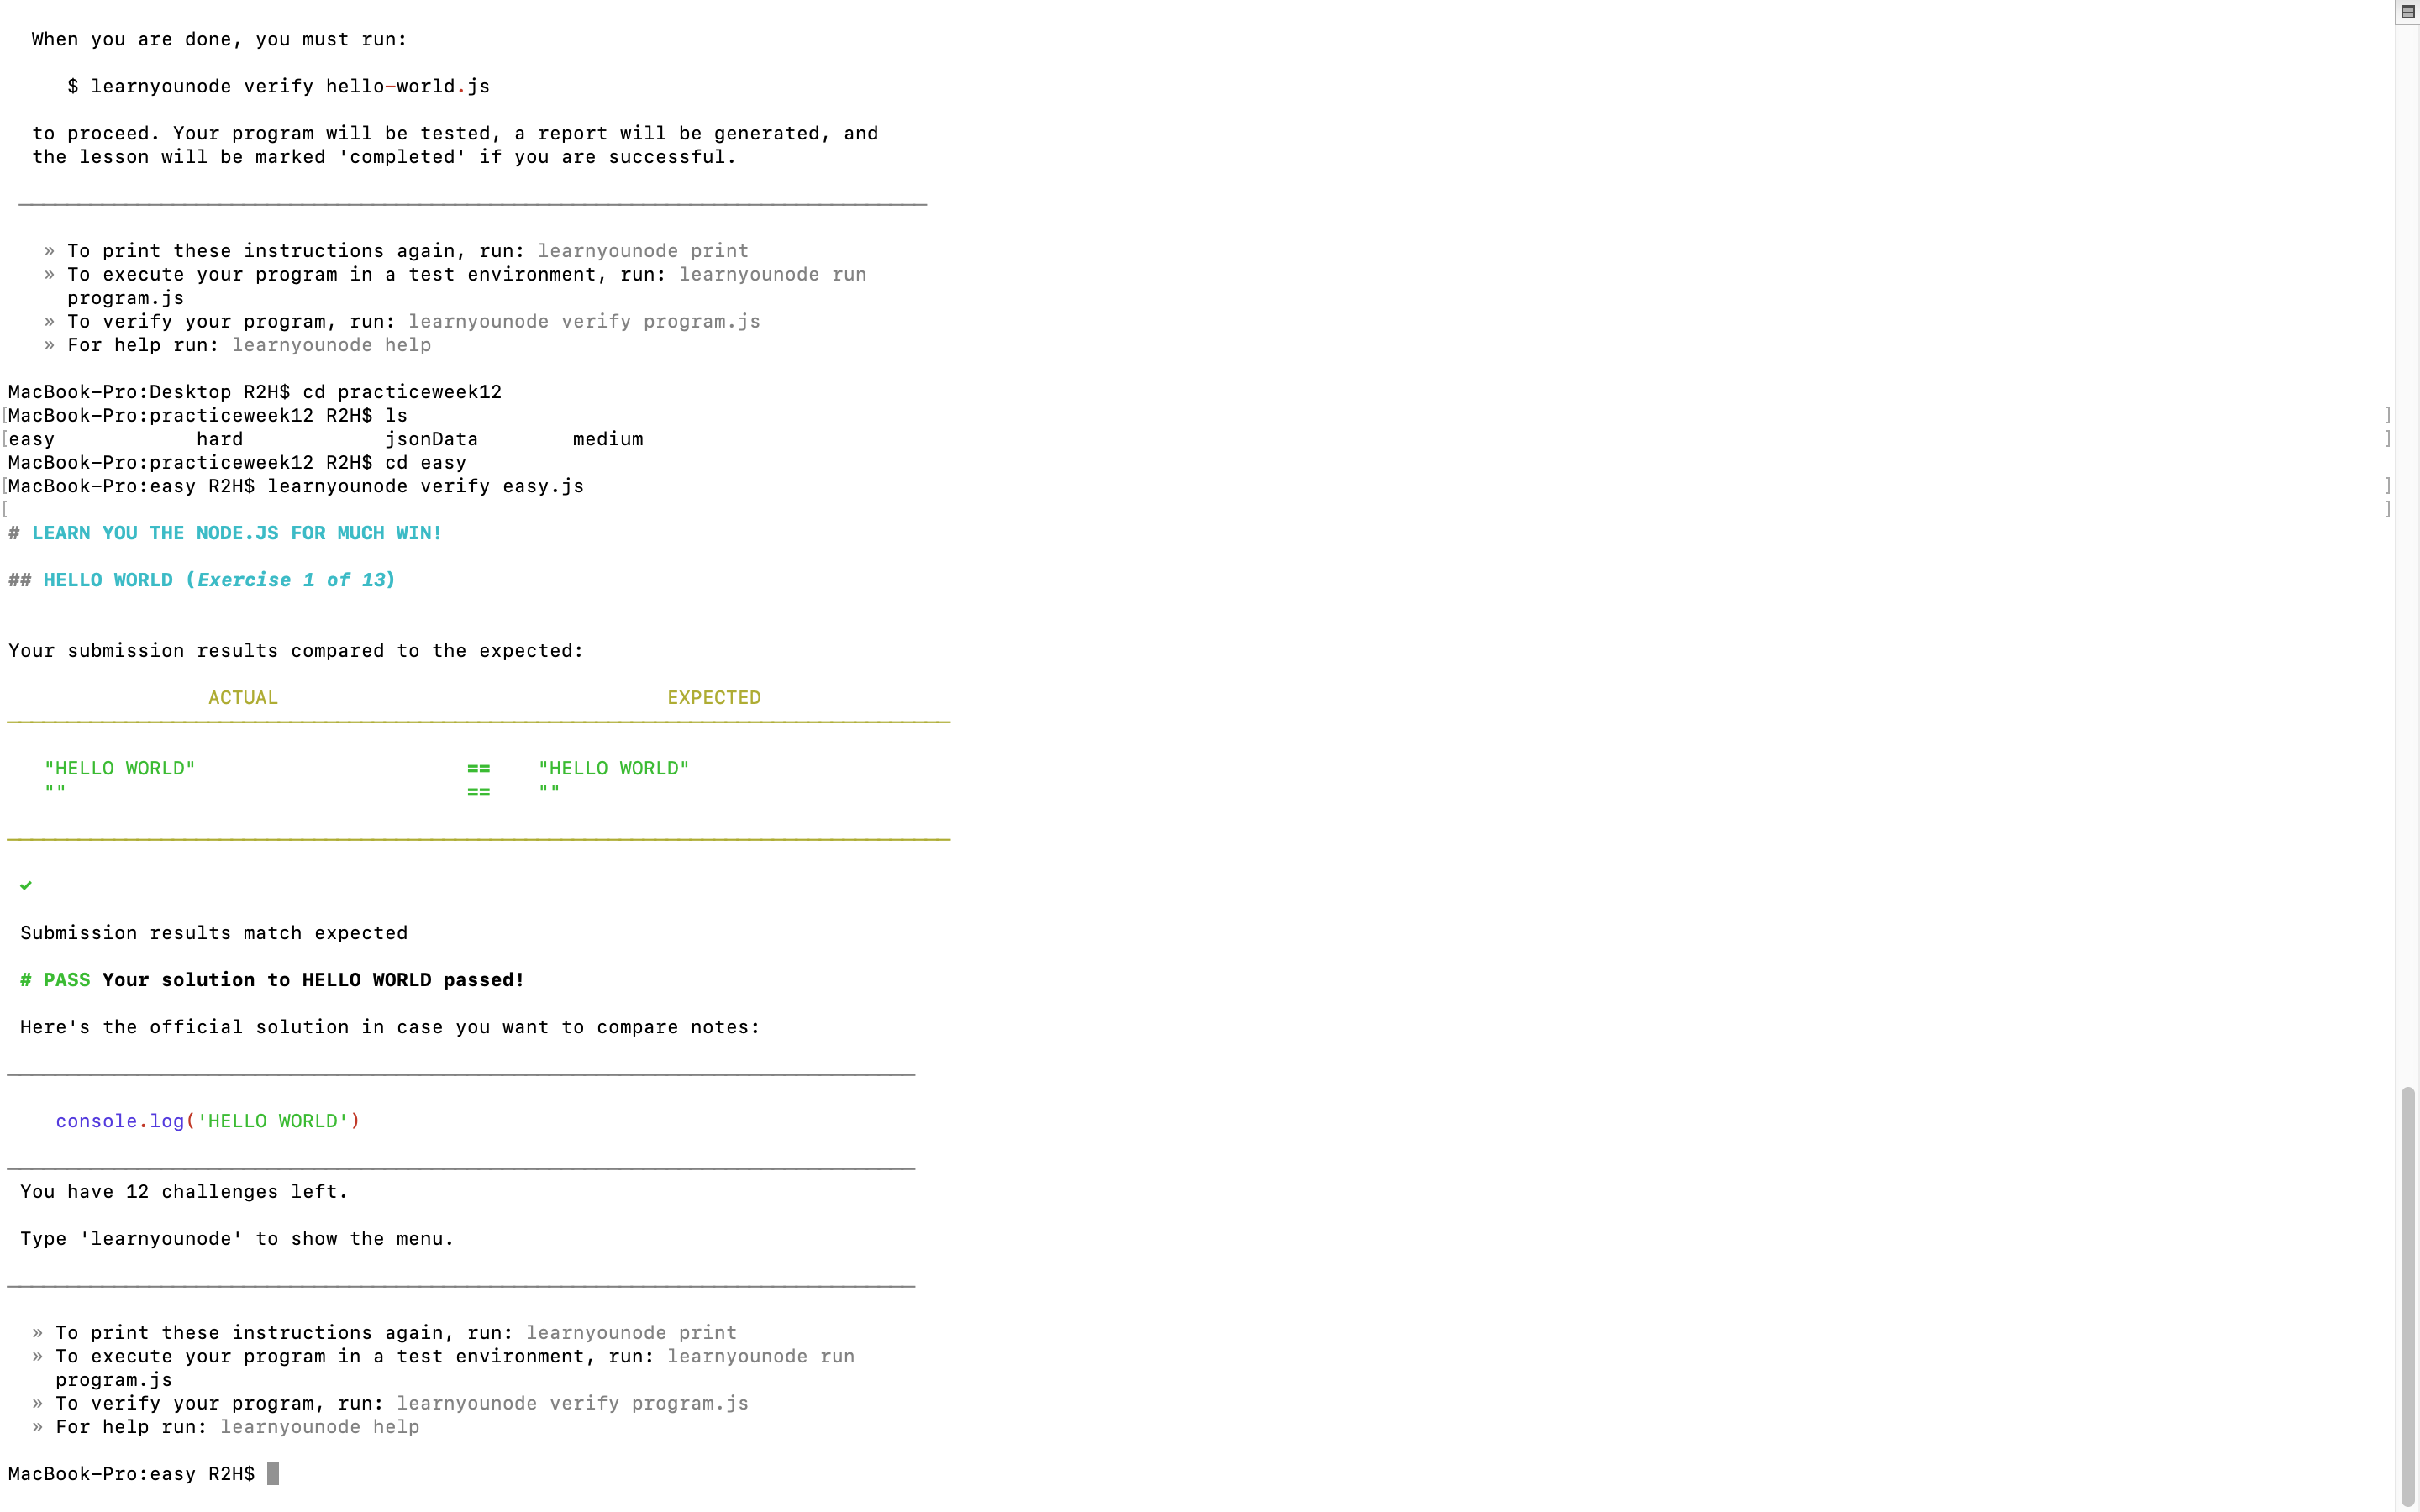 When you are done, you must run:
$ learnyounode verify hello-world.js
to proceed. Your program will be tested, a report will be generated, and
the lesson will be marked 'completed' if you are successful.
» To print these instructions again, run: learnyounode print
» To execute your program in a test environment, run: learnyounode run
program.js
» To verify your program, run: learnyounode verify program.js
» For help run: learnyounode help
MacBook-Pro:Desktop R2H$ cd practiceweek12
[MacBook-Pro:practiceweek12 R2H$ ls ]
[easy hard jsonData medium ]
MacBook-Pro:practiceweek12 R2H$ cd easy
[MacBook-Pro:easy R2H$ learnyounode verify easy.js ]
[ ]
# LEARN YOU THE NODE.JS FOR MUCH WIN!
## HELLO WORLD (Exercise 1 of 13)
Your submission results compared to the expected:
ACTUAL EXPECTED
"HELLO WORLD" == "HELLO WORLD"
"" == ""
✓
Submission results match expected
# PASS Your solution to HELLO WORLD passed!
Here's the official solution in case you want to compare notes:
console.log('HELLO WORLD')
You have 12 challenges left.
Type 'learnyounode' to show the menu.
» To print these instructions again, run: learnyounode print
» To execute your program in a test environment, run: learnyounode run
program.js
» To verify your program, run: learnyounode verify program.js
» For help run: learnyounode help
MacBook-Pro:easy R2H$